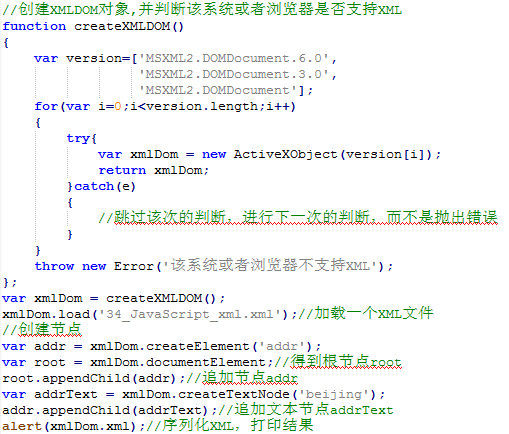 //创建XMLDOM对象,并判断该系统或者浏览器是否支持XML
function createXMLDOM()
{
    var version=['MSXML2.DOMDocument.6.0',
                 'MSXML2.DOMDocument.3.0',
                 'MSXML2.DOMDocument'];
    for(var i=0;i<version.length;i++)
    {
        try{
            var xmlDom = new ActiveXObject(version[i]);
            return xmlDom;
        }catch(e)
        {
            //跳过该次的判断，进行下一次的判断，而不是抛出错误
        }
    }
    throw new Error('该系统或者浏览器不支持XML');
};
var xmlDom = createXMLDOM();
xmlDom.load('34_JavaScript_xml.xml');//加载一个XML文件
//创建节点
var addr = xmlDom.createElement('addr');
var root = xmlDom.documentElement;//得到根节点root
root.appendChild(addr);//追加节点addr
var addrText = xmlDom.createTextNode('beijing');
addr.appendChild(addrText);//追加文本节点addrText
alert(xmlDom.xml);//序列化XML，打印结果